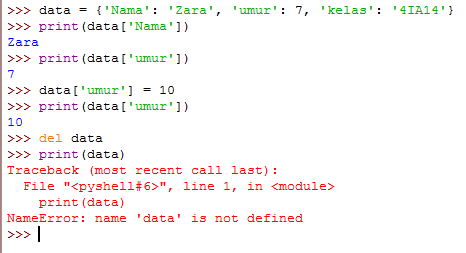 >>> data = {'Nama': 'Zara', 'umur': 7, 'kelas': '4IA14'}
>>> print(data['Nama'])
Zara
>>> print(data['umur'])
7
>>> data['umur'] = 10
>>> print(data['umur'])
10
>>> del data
>>> print(data)
Traceback (most recent call last):
  File "<pyshell#6>", line 1, in <module>
    print(data)
NameError: name 'data' is not defined
>>>